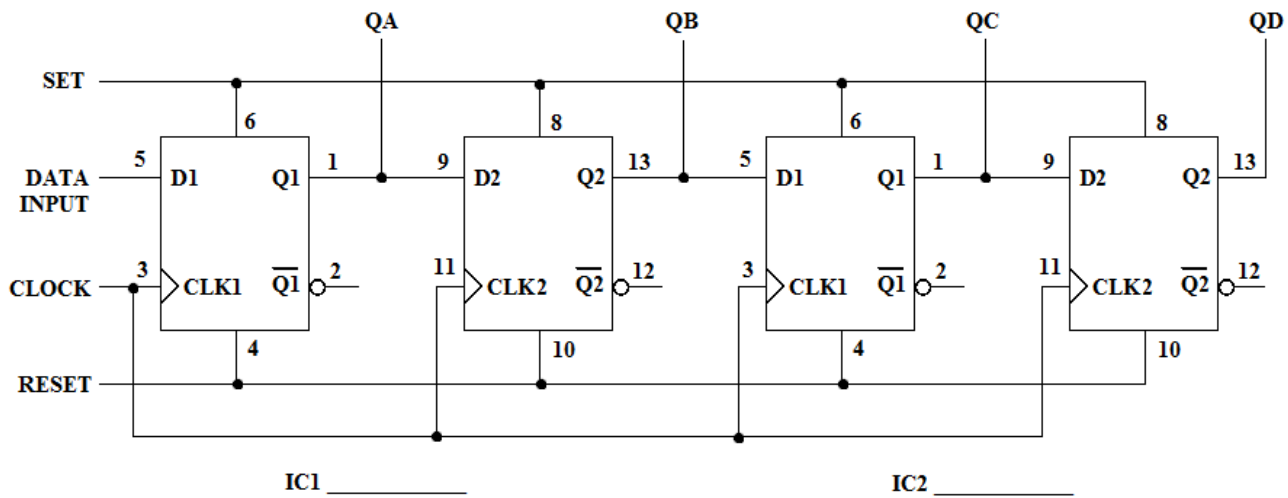 QA QB QC QD
SET
6 8 6 8
5 1 9 13 5 1 9 13
DATA INPUT
D1 Q1 D2 Q2 D1 Q1 D2 Q2
3 2 11 12 3 2 11 12
CLOCK
CLK1 Q1 CLK2 Q2 CLK1 Q1 CLK2 Q2
4 10 4 10
RESET
IC1 __________ IC2 __________